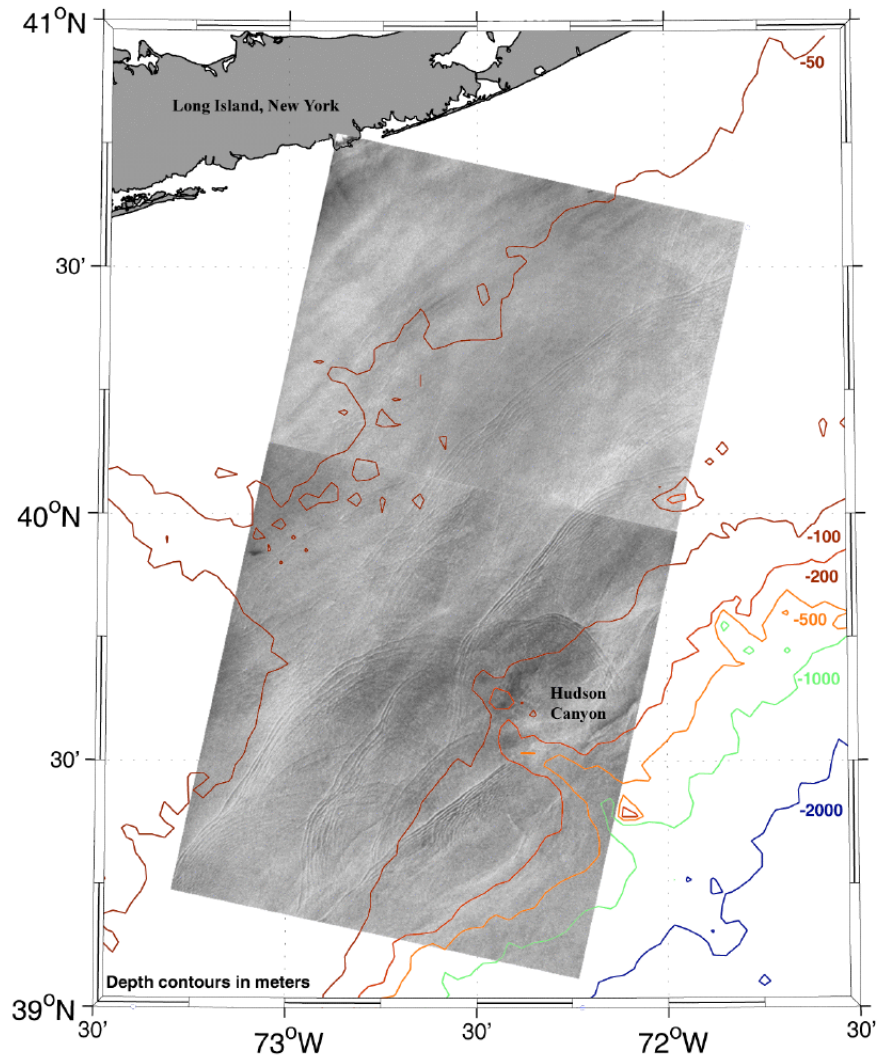 41°N
Long Island, New York
-50
30'
40°N
-100
-200
-500
-1000
Hudson
Canyon
30'
-2000
Depth contours in meters
39°N
30'
73°W
30'
72°W
30'